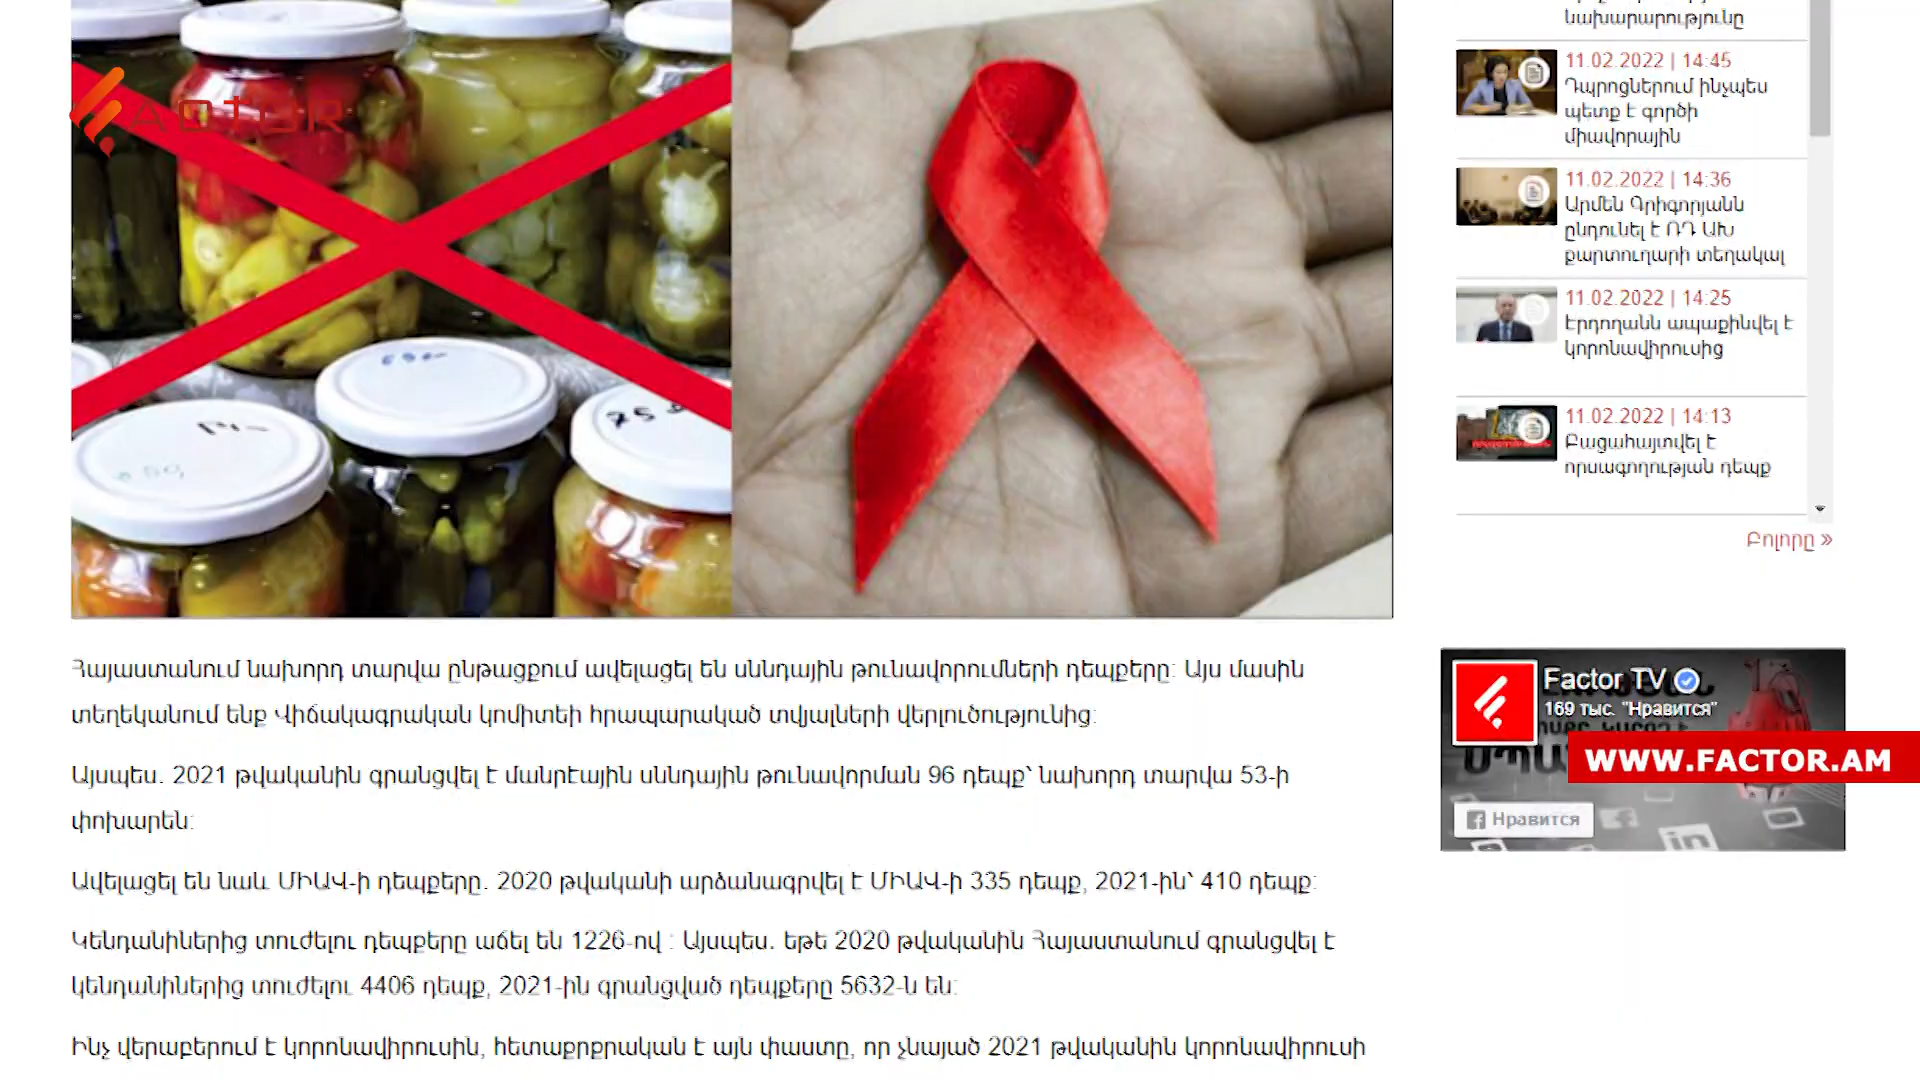 FACTOR
նախարարությունը
11.02.2022 | 14:45
Դպրոցներում ինչպես
պետք է գործի
միավորային
11.02.2022 | 14:36
Արմեն Գրիգորյանն
ընդունել է ՌԴ ԱԽ
քարտուղարի տեղակալ
11.02.2022 | 14:25
Էրդողանն ապաքինվել է
կորոնավիրուսից
11.02.2022 | 14:13
Բացահայտվել է
որսագողության դեպք
Բոլորը »
Հայաստանում նախորդ տարվա ընթացքում ավելացել են սննդային թունավորումների դեպքերը: Այս մասին
տեղեկանում ենք Վիճակագրական կոմիտեի հրապարակած տվյալների վերլուծությունից:
Այսպես. 2021 թվականին գրանցվել է մանրէային սննդային թունավորման 96 դեպք՝ նախորդ տարվա 53-ի
փոխարեն:
Ավելացել են նաև ՄԻԱՎ-ի դեպքերը. 2020 թվականի արձանագրվել է ՄԻԱՎ-ի 335 դեպք, 2021-ին՝ 410 դեպք:
Կենդանիներից տուժելու դեպքերը աճել են 1226-ով : Այսպես. եթե 2020 թվականին Հայաստանում գրանցվել է
կենդանիներից տուժելու 4406 դեպք, 2021-ին գրանցված դեպքերը 5632-ն են:
Ինչ վերաբերում է կորոնավիրուսին, հետաքրքրական է այն փաստը, որ չնայած 2021 թվականին կորոնավիրուսի
Factor TV
169 тыс. "Нравится"
WWW.FACTOR.AM
Нравится